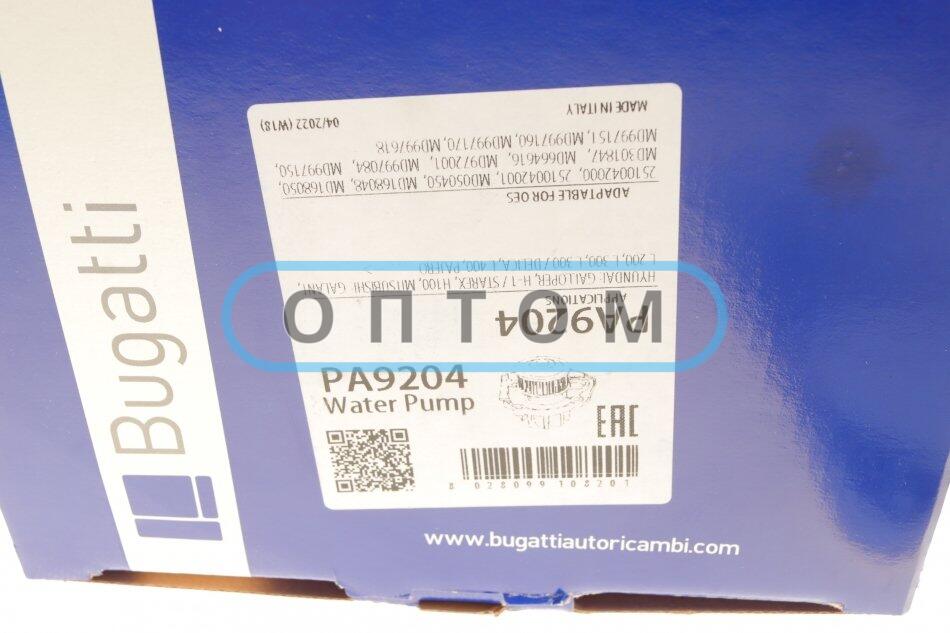 Bugatti
PA9204
Water Pump
EAC
8 028099 108201
www.bugattiautoricambi.com
ОПТОМ
PA9204
APPLICATIONS
HYUNDAI: GALLOPER, H-1 / STAREX, H100, MITSUBISHI: GALANT,
L 200, L 300, L 300 / DELICA, L 400, PAJERO
ADAPTABLE FOR OES
2510042000, 2510042001, MD050450, MD168048, MD168050,
MD301847, MD664616, MD972001, MD997084, MD997150,
MD997151, MD997160, MD997170, MD997618
MADE IN ITALY
04/2022 (W18)